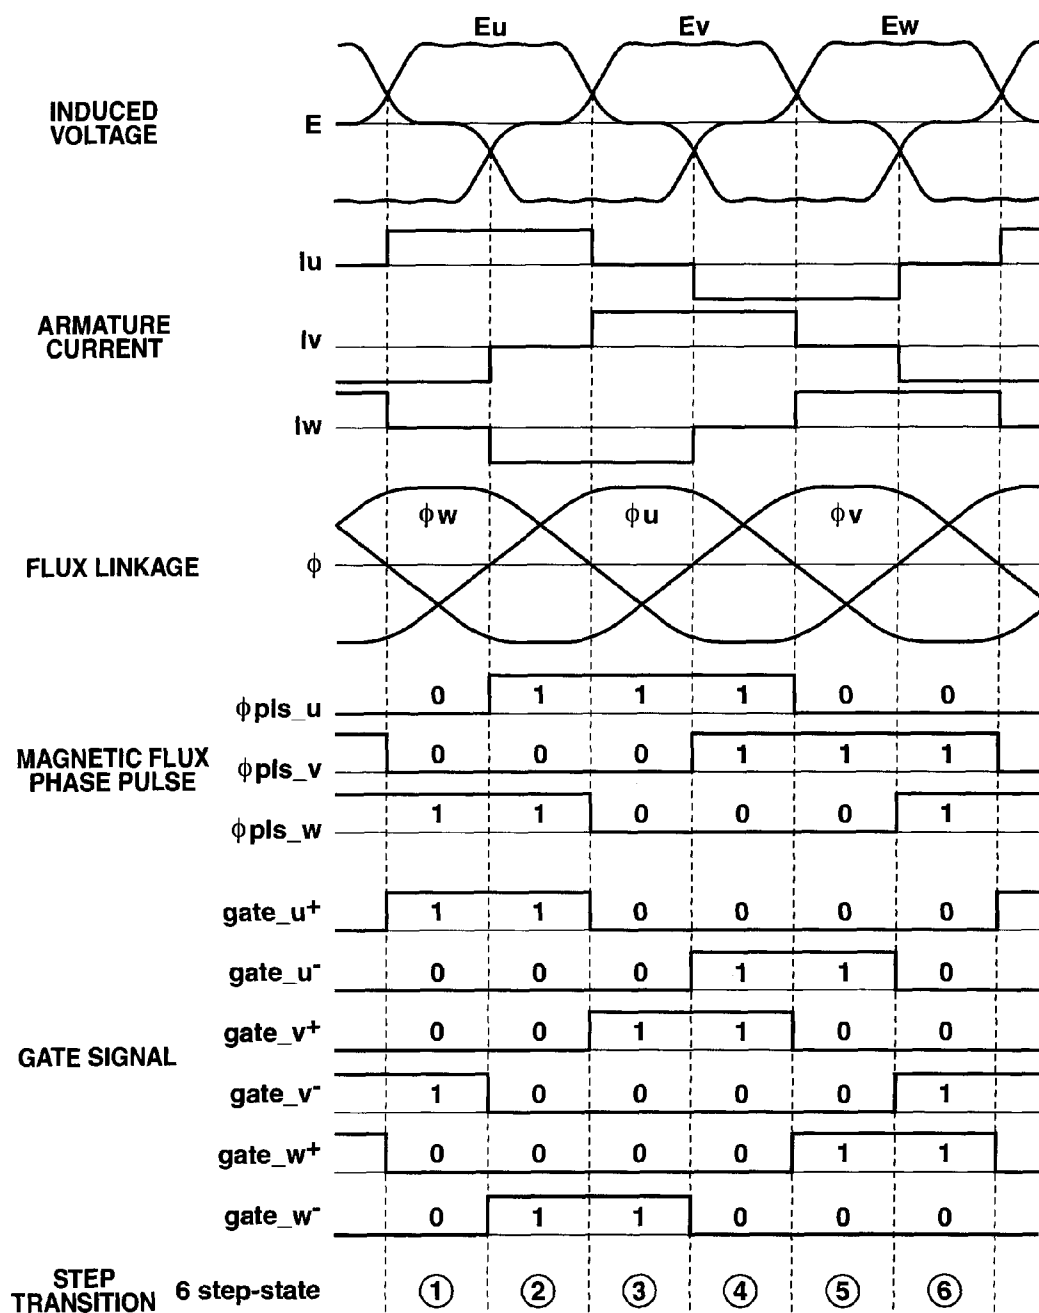 Eu Ev Ew
INDUCED
VOLTAGE
E
Iu
ARMATURE
CURRENT
Iv
Iw
ϕw ϕu ϕv
FLUX LINKAGE
ϕ
ϕpls_u 0 1 1 1 0 0
MAGNETIC FLUX
PHASE PULSE
ϕpls_v 0 0 0 1 1 1
ϕpls_w 1 1 0 0 0 1
gate_u+ 1 1 0 0 0 0
gate_u- 0 0 0 1 1 0
gate_v+ 0 0 1 1 0 0
GATE SIGNAL
gate_v- 1 0 0 0 0 1
gate_w+ 0 0 0 0 1 1
gate_w- 0 1 1 0 0 0
STEP
TRANSITION
6 step-state ① ② ③ ④ ⑤ ⑥